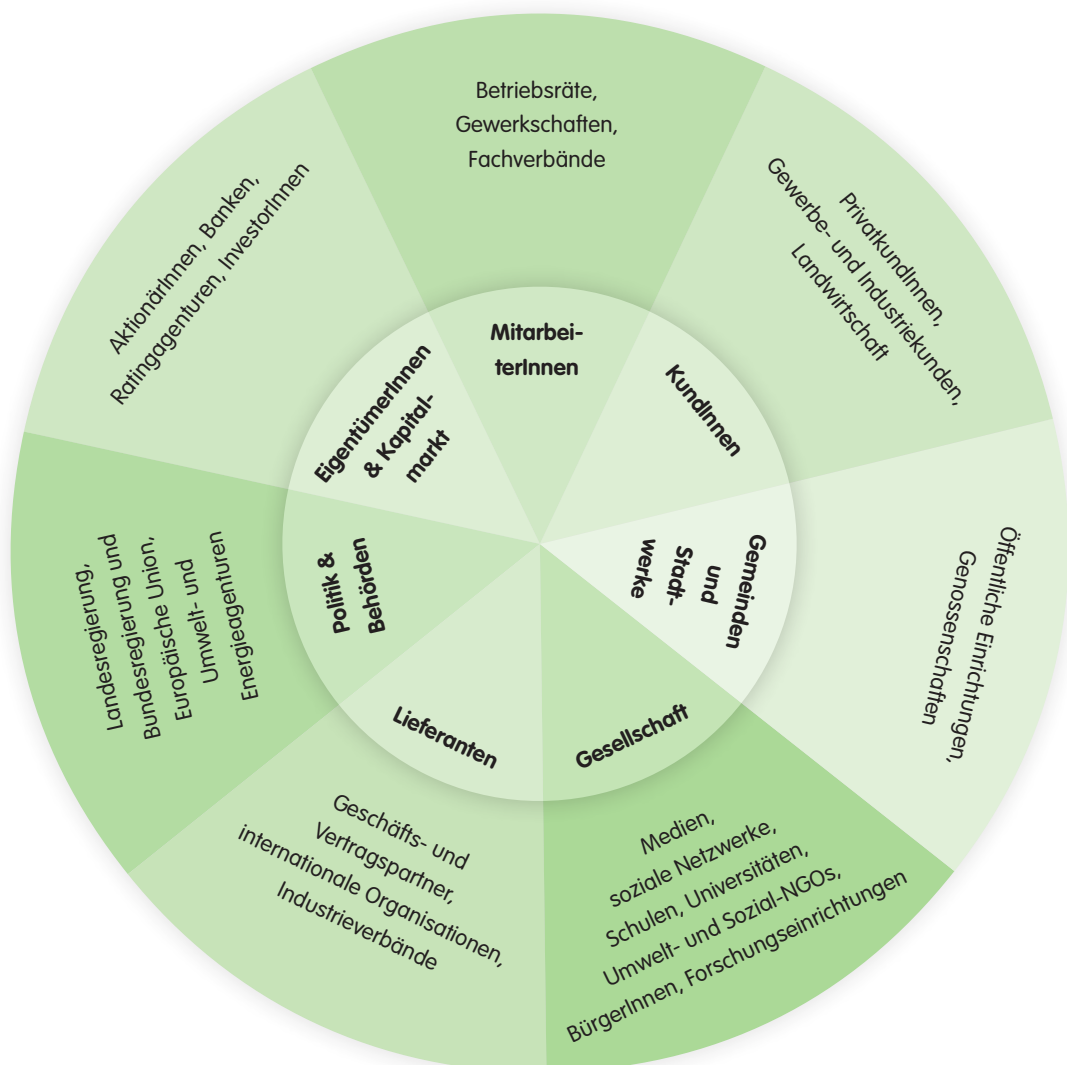 Betriebsräte,
Gewerkschaften,
Fachverbände
Mitarbei-
terInnen
PrivatkundInnen,
Gewerbe- und Industriekunden,
Landwirtschaft
KundInnen
Öffentliche Einrichtungen,
Genossenschaften
Gemeinden
und
Stadt-
werke
Gesellschaft
Medien,
soziale Netzwerke,
Schulen, Universitäten,
Umwelt- und Sozial-NGOs,
BürgerInnen, Forschungseinrichtungen
Lieferanten
Geschäfts- und
Vertragspartner,
internationale Organisationen,
Industrieverbände
Politik &
Behörden
Landesregierung,
Bundesregierung und
Europäische Union,
Umwelt- und
Energieagenturen
AktionärInnen, Banken,
Ratingagenturen, InvestorInnen
EigentümerInnen
& Kapital-
markt